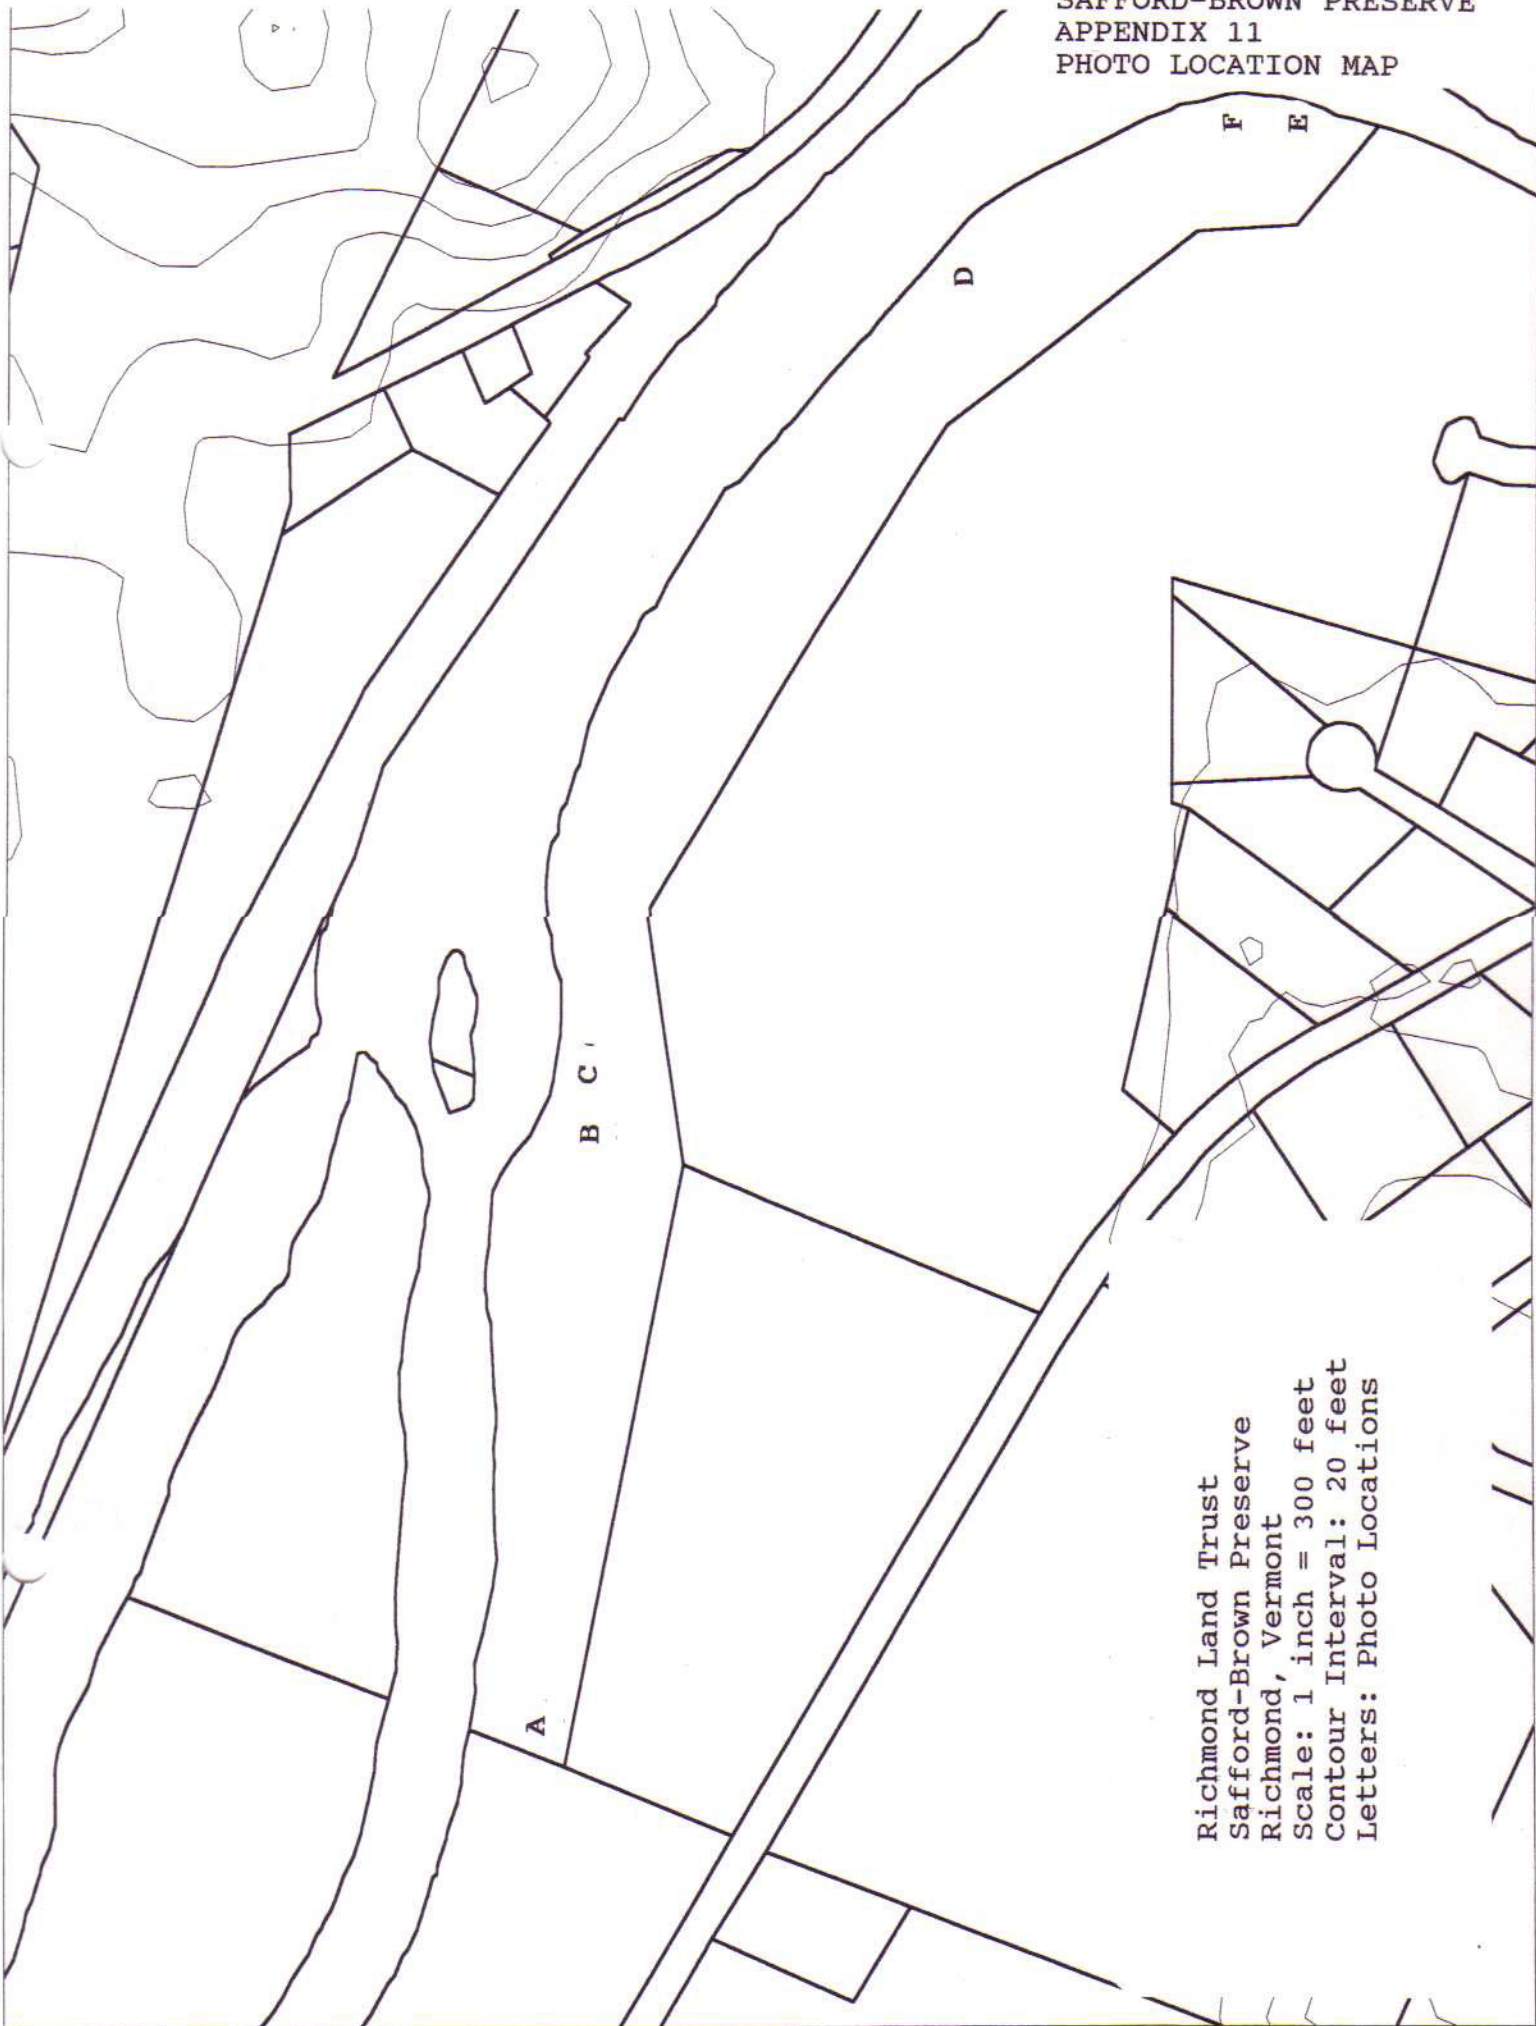 SAFFORD-BROWN PRESERVE
APPENDIX 11
PHOTO LOCATION MAP
F
E
D
C
B
A
Richmond Land Trust
Safford-Brown Preserve
Richmond, Vermont
Scale: 1 inch = 300 feet
Contour Interval: 20 feet
Letters: Photo Locations